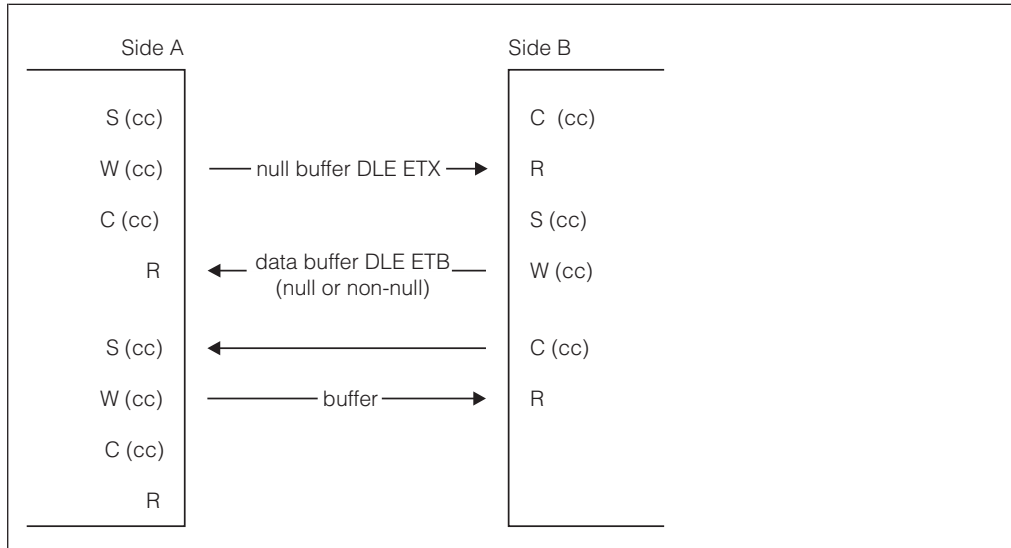 Side A Side B
S (cc) C (cc)
W (cc) null buffer DLE ETX R
C (cc) S (cc)
R data buffer DLE ETB W (cc)
(null or non-null)
S (cc) C (cc)
W (cc) buffer R
C (cc)
R